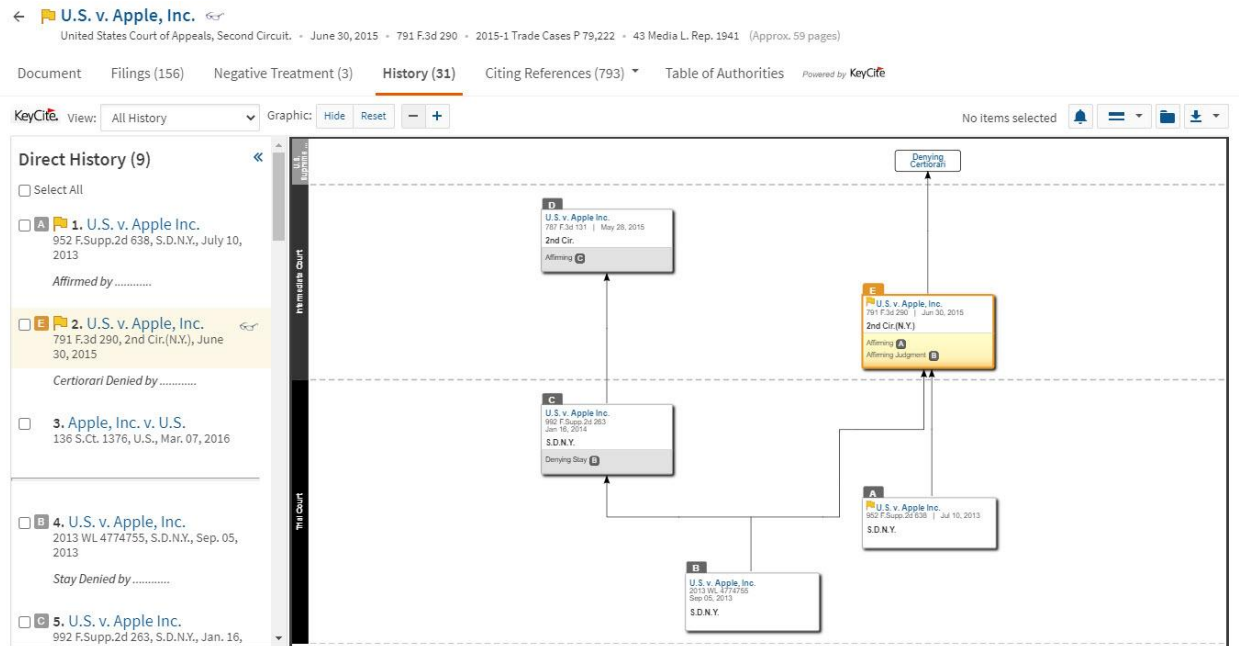 U.S. v. Apple, Inc.
United States Court of Appeals, Second Circuit. • June 30, 2015 • 791 F.3d 290 • 2015-1 Trade Cases P 79,222 • 43 Media L. Rep. 1941 (Approx. 59 pages)
Document Filings (156) Negative Treatment (3) History (31) Citing References (793) Table of Authorities Powered by KeyCite
KeyCite. View: All History Graphic: Hide Reset − + No items selected
Direct History (9) «
Select All
A 1. U.S. v. Apple Inc.
952 F.Supp.2d 638, S.D.N.Y., July 10,
2013
Affirmed by ............
E 2. U.S. v. Apple, Inc.
791 F.3d 290, 2nd Cir.(N.Y.), June
30, 2015
Certiorari Denied by ............
3. Apple, Inc. v. U.S.
136 S.Ct. 1376, U.S., Mar. 07, 2016
B 4. U.S. v. Apple, Inc.
2013 WL 4774755, S.D.N.Y., Sep. 05,
2013
Stay Denied by ............
C 5. U.S. v. Apple Inc.
992 F.Supp.2d 263, S.D.N.Y., Jan. 16,
U.S.
Supreme ...
Denying
Certiorari
Intermediate Court
D
U.S. v. Apple Inc.
787 F.3d 131 | May 28, 2015
2nd Cir.
Affirming C
E
U.S. v. Apple, Inc.
791 F.3d 290 | Jun 30, 2015
2nd Cir.(N.Y.)
Affirming A
Affirming Judgment B
Trial Court
C
U.S. v. Apple Inc.
992 F.Supp.2d 263
Jan 16, 2014
S.D.N.Y.
Denying Stay B
A
U.S. v. Apple Inc.
952 F.Supp.2d 638 | Jul 10, 2013
S.D.N.Y.
B
U.S. v. Apple, Inc.
2013 WL 4774755
Sep 05, 2013
S.D.N.Y.